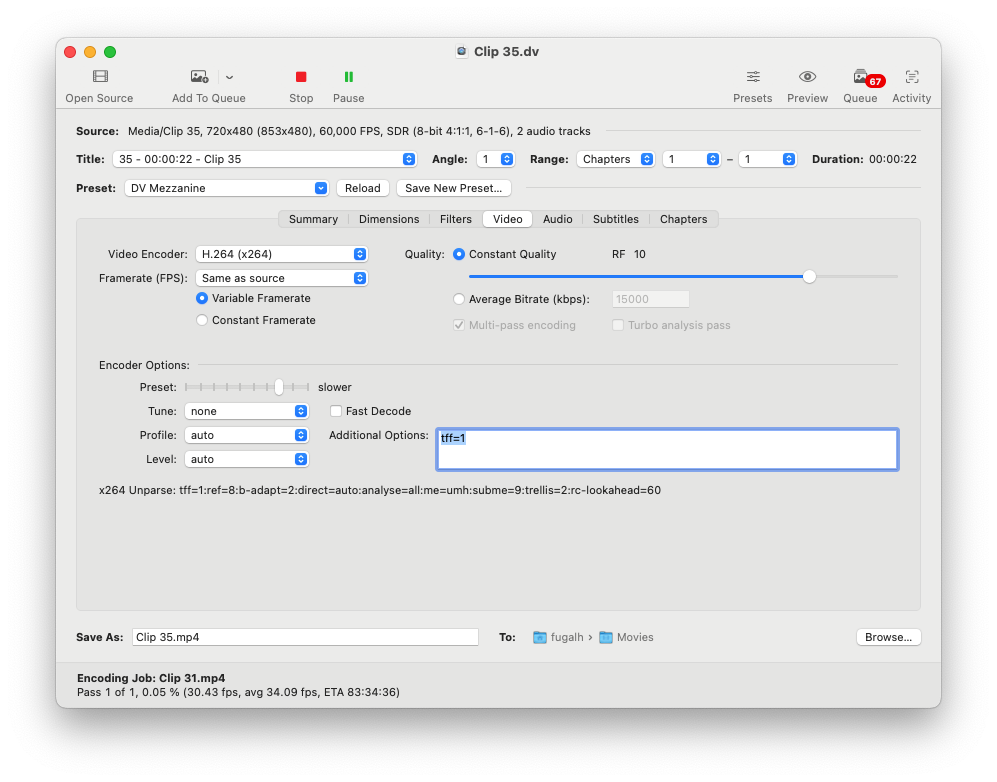 Clip 35.dv
Open Source Add To Queue Stop Pause Presets Preview Queue 67 Activity
Source: Media/Clip 35, 720x480 (853x480), 60,000 FPS, SDR (8-bit 4:1:1, 6-1-6), 2 audio tracks
Title: 35 - 00:00:22 - Clip 35 Angle: 1 Range: Chapters 1 – 1 Duration: 00:00:22
Preset: DV Mezzanine Reload Save New Preset...
Summary Dimensions Filters Video Audio Subtitles Chapters
Video Encoder: H.264 (x264) Quality: Constant Quality RF 10
Framerate (FPS): Same as source
Variable Framerate Average Bitrate (kbps): 15000
Constant Framerate Multi-pass encoding Turbo analysis pass
Encoder Options:
Preset: slower
Tune: none Fast Decode
Profile: auto Additional Options: tff=1
Level: auto
x264 Unparse: tff=1:ref=8:b-adapt=2:direct=auto:analyse=all:me=umh:subme=9:trellis=2:rc-lookahead=60
Save As: Clip 35.mp4 To: fugalh › Movies Browse...
Encoding Job: Clip 31.mp4
Pass 1 of 1, 0.05 % (30.43 fps, avg 34.09 fps, ETA 83:34:36)